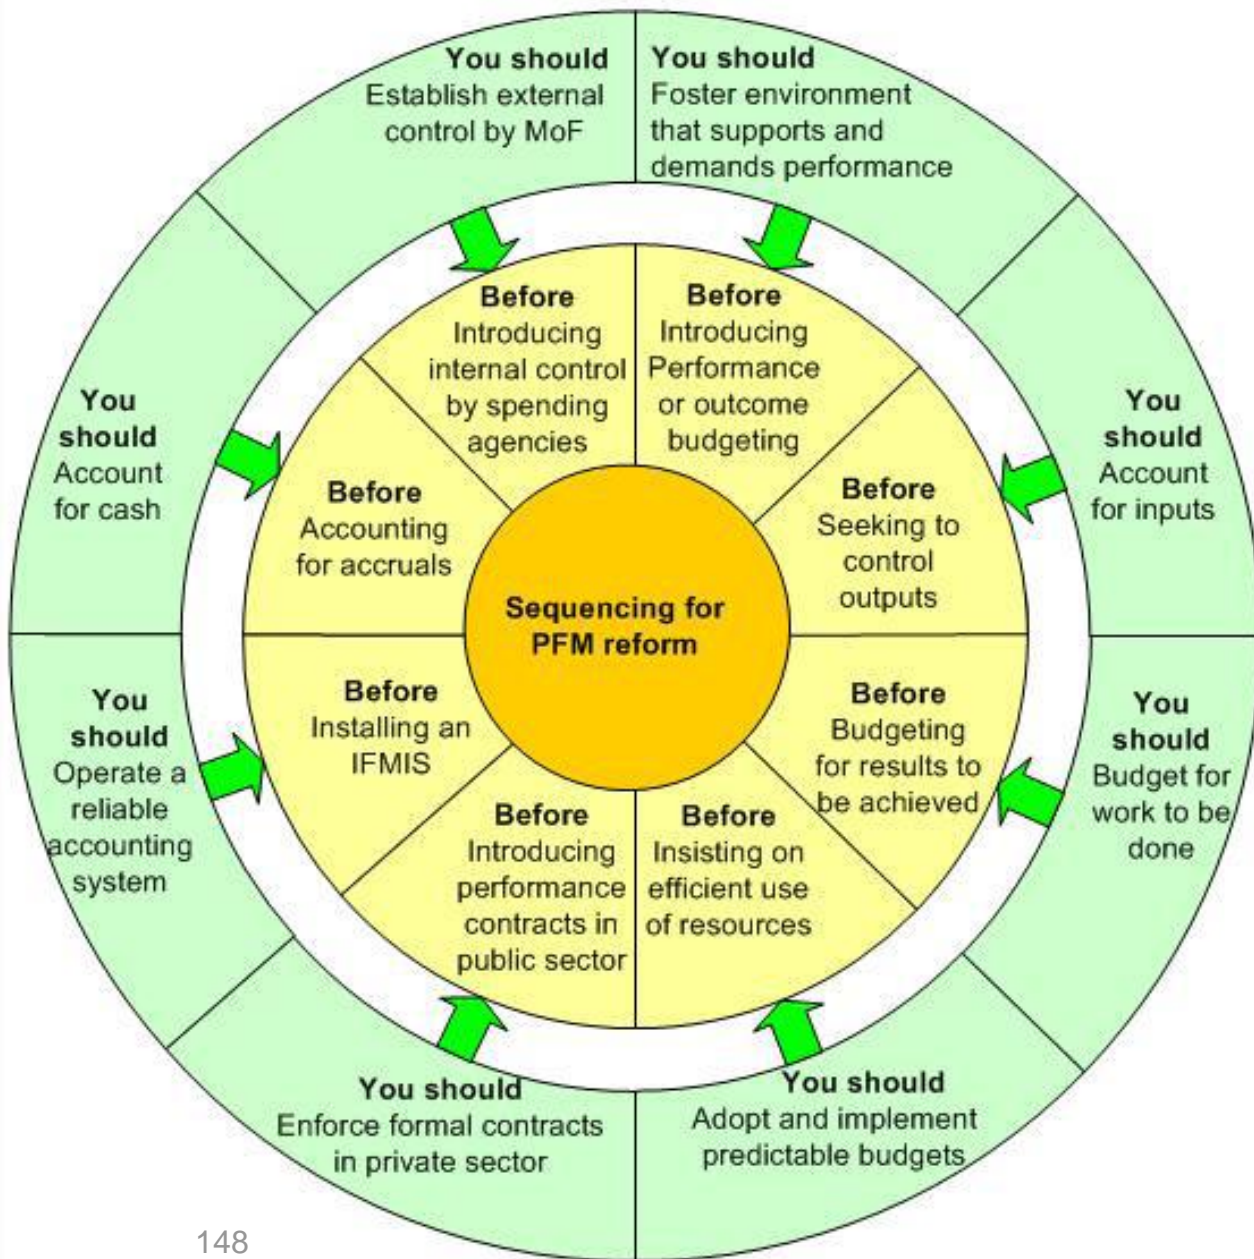 You should
Establish external
control by MoF
You should
Foster environment
that supports and
demands performance
You
should
Account
for inputs
You
should
Budget for
work to be
done
You should
Adopt and implement
predictable budgets
You should
Enforce formal contracts
in private sector
You
should
Operate a
reliable
accounting
system
You
should
Account
for cash
Before
Introducing
internal control
by spending
agencies
Before
Introducing
Performance
or outcome
budgeting
Before
Seeking to
control
outputs
Before
Budgeting
for results to
be achieved
Before
Insisting on
efficient use
of resources
Before
Introducing
performance
contracts in
public sector
Before
Installing an
IFMIS
Before
Accounting
for accruals
Sequencing for
PFM reform
148